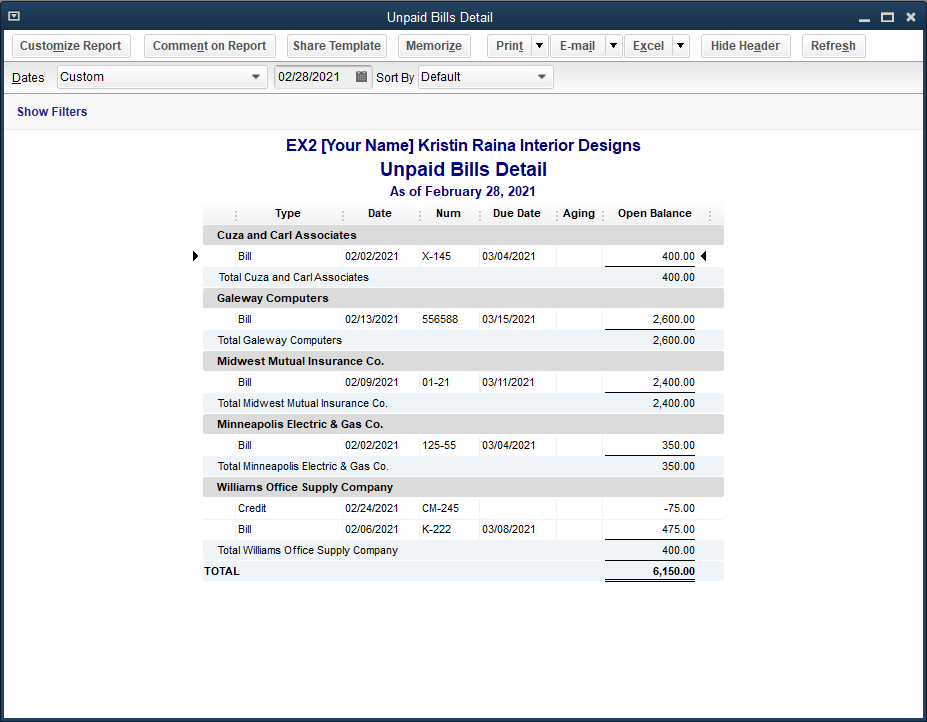 Unpaid Bills Detail
Customize Report Comment on Report Share Template Memorize Print E-mail Excel Hide Header Refresh
Dates Custom 02/28/2021 Sort By Default
Show Filters
EX2 [Your Name] Kristin Raina Interior Designs
Unpaid Bills Detail
As of February 28, 2021
Type Date Num Due Date Aging Open Balance
Cuza and Carl Associates
Bill 02/02/2021 X-145 03/04/2021 400.00
Total Cuza and Carl Associates 400.00
Galeway Computers
Bill 02/13/2021 556588 03/15/2021 2,600.00
Total Galeway Computers 2,600.00
Midwest Mutual Insurance Co.
Bill 02/09/2021 01-21 03/11/2021 2,400.00
Total Midwest Mutual Insurance Co. 2,400.00
Minneapolis Electric & Gas Co.
Bill 02/02/2021 125-55 03/04/2021 350.00
Total Minneapolis Electric & Gas Co. 350.00
Williams Office Supply Company
Credit 02/24/2021 CM-245 -75.00
Bill 02/06/2021 K-222 03/08/2021 475.00
Total Williams Office Supply Company 400.00
TOTAL 6,150.00